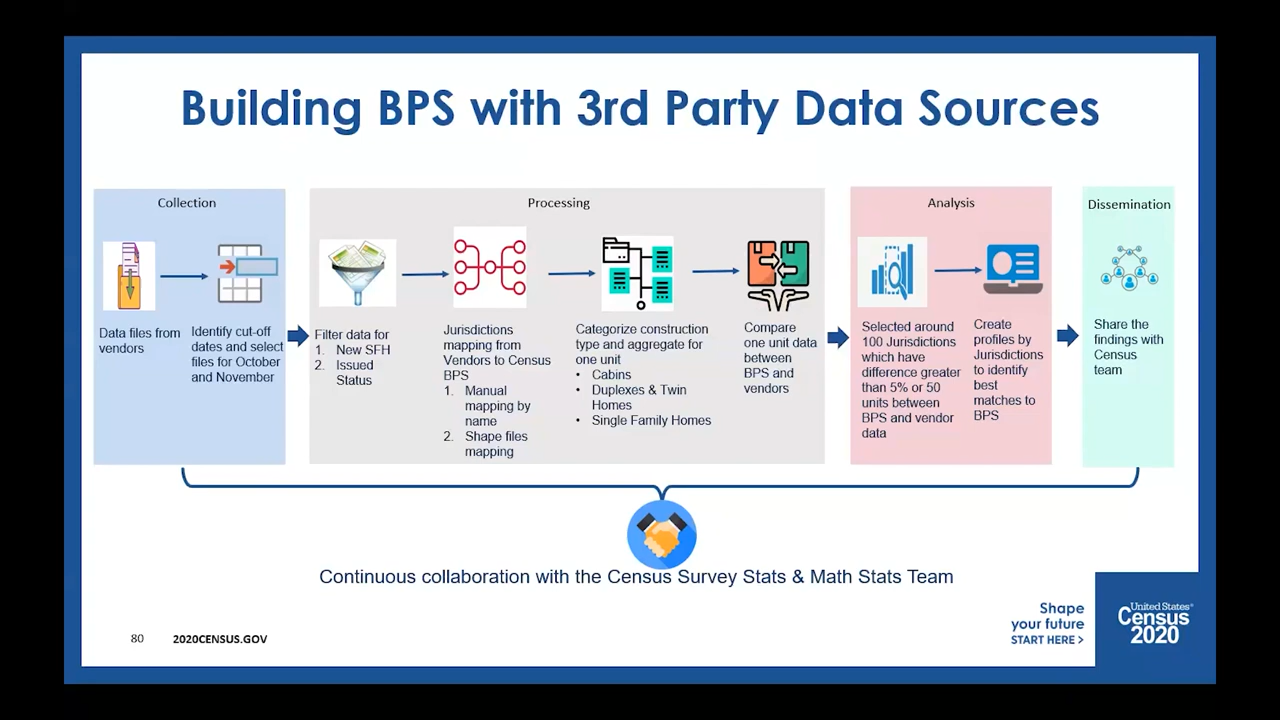 Building BPS with 3rd Party Data Sources
Collection
Data files from
vendors
Identify cut-off
dates and select
files for October
and November
Processing
Filter data for
1. New SFH
2. Issued
Status
Jurisdictions
mapping from
Vendors to Census
BPS
1. Manual
mapping by
name
2. Shape files
mapping
Categorize construction
type and aggregate for
one unit
• Cabins
• Duplexes & Twin
Homes
• Single Family Homes
Compare
one unit data
between
BPS and
vendors
Analysis
Selected around
100 Jurisdictions
which have
difference greater
than 5% or 50
units between
BPS and vendor
data
Create
profiles by
Jurisdictions
to identify
best
matches to
BPS
Dissemination
Share the
findings with
Census
team
Continuous collaboration with the Census Survey Stats & Math Stats Team
80
2020CENSUS.GOV
Shape
your future
START HERE >
United States®
Census
2020